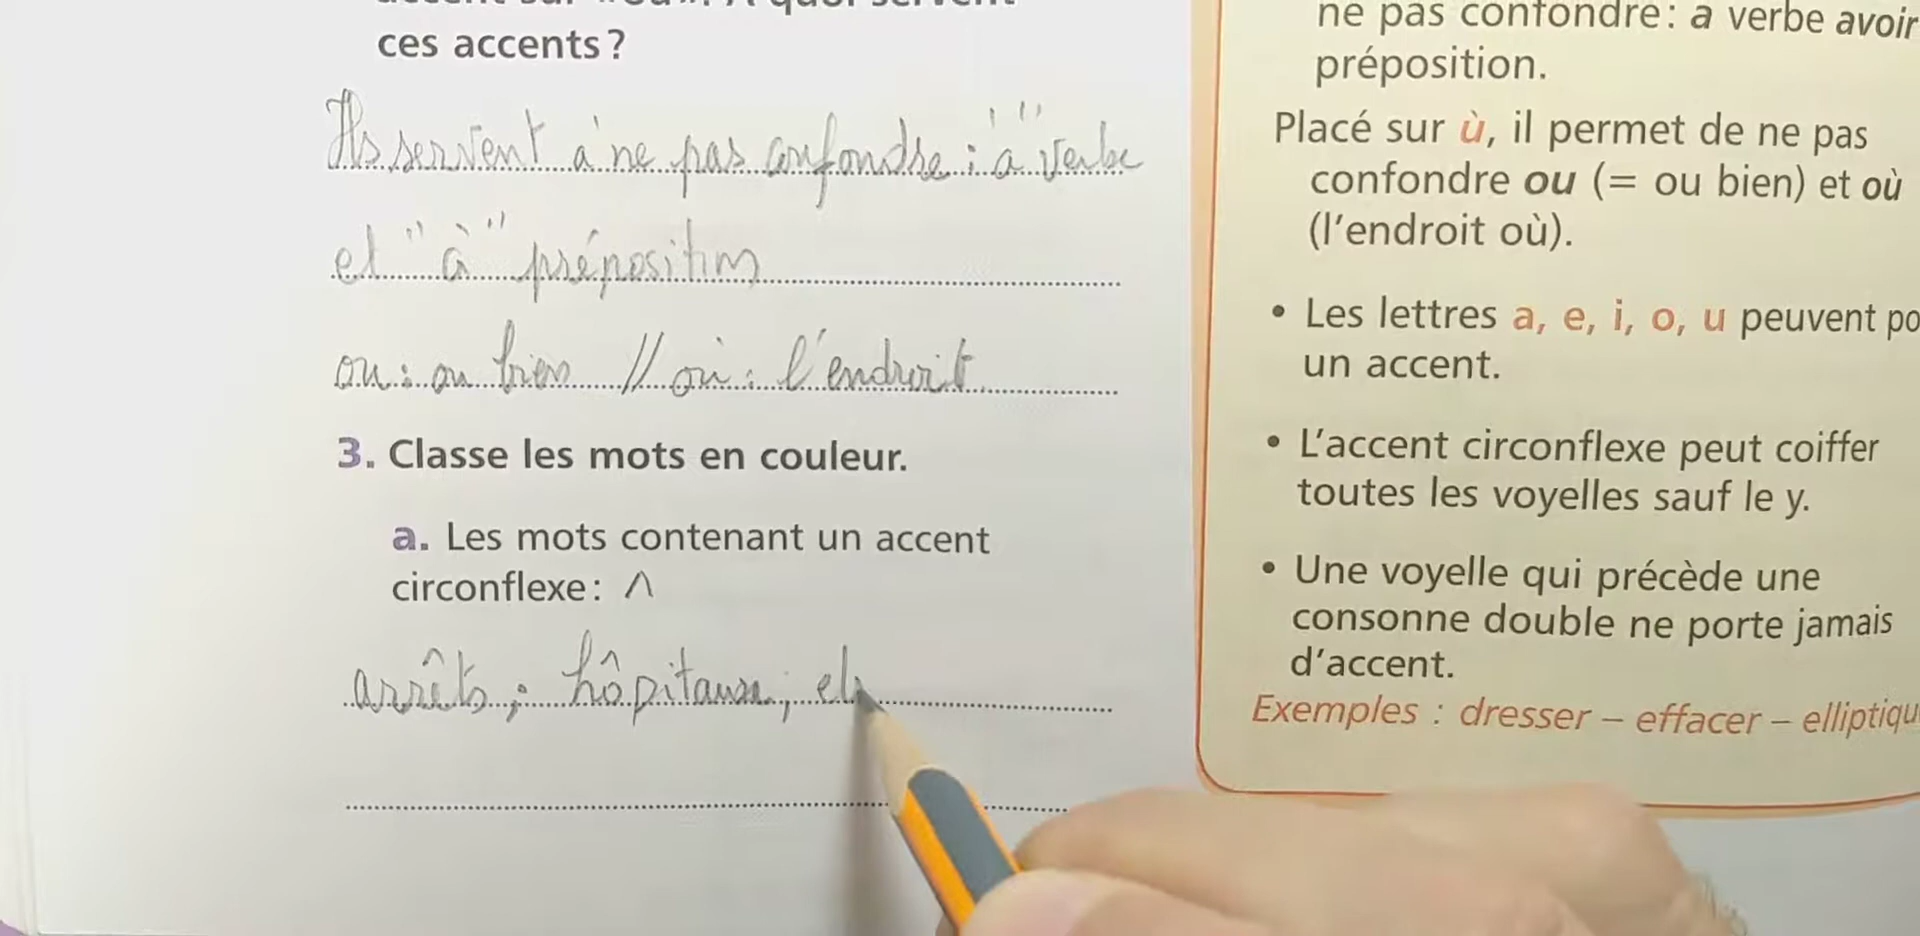 ces accents ?
Ils servent à ne pas confondre : "a" verbe
et "à" préposition
ou : ou bien // où : l'endroit
3. Classe les mots en couleur.
a. Les mots contenant un accent
circonflexe : ^
arrêts ; hôpitaux ;
ne pas confondre : a verbe avoir
préposition.
Placé sur ù, il permet de ne pas
confondre ou (= ou bien) et où
(l'endroit où).
• Les lettres a, e, i, o, u peuvent
un accent.
• L'accent circonflexe peut coiffer
toutes les voyelles sauf le y.
• Une voyelle qui précède une
consonne double ne porte jamais
d'accent.
Exemples : dresser – effacer –